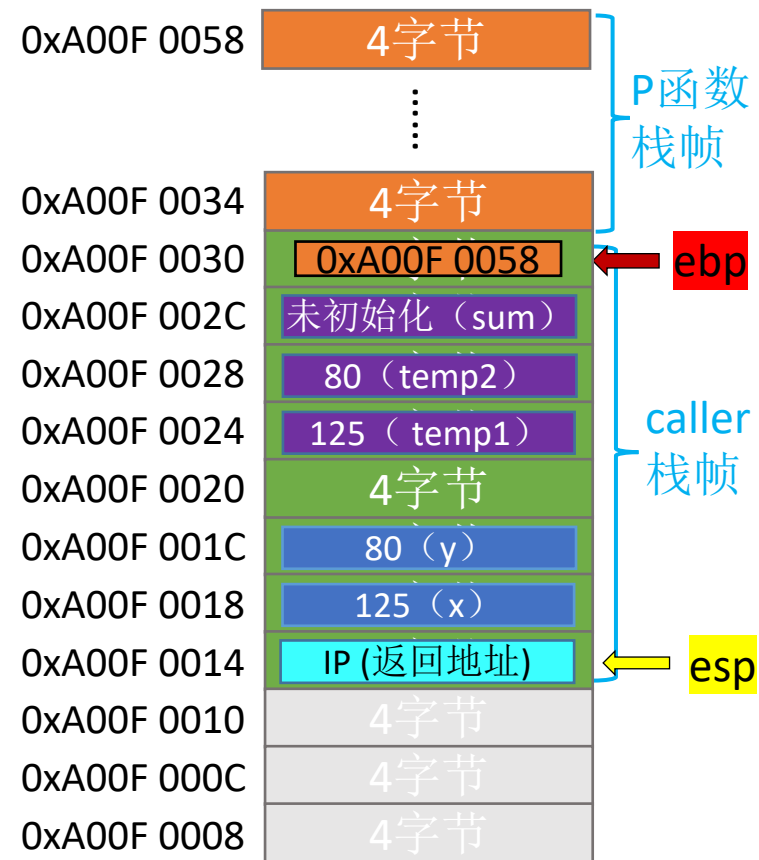 0xA00F 0058 4字节
P函数
栈帧
0xA00F 0034 4字节
0xA00F 0030 0xA00F 0058 ebp
0xA00F 002C 未初始化（sum）
0xA00F 0028 80（temp2）
0xA00F 0024 125（ temp1）
caller
栈帧
0xA00F 0020 4字节
0xA00F 001C 80（y）
0xA00F 0018 125（x）
0xA00F 0014 IP (返回地址) esp
0xA00F 0010 4字节
0xA00F 000C 4字节
0xA00F 0008 4字节